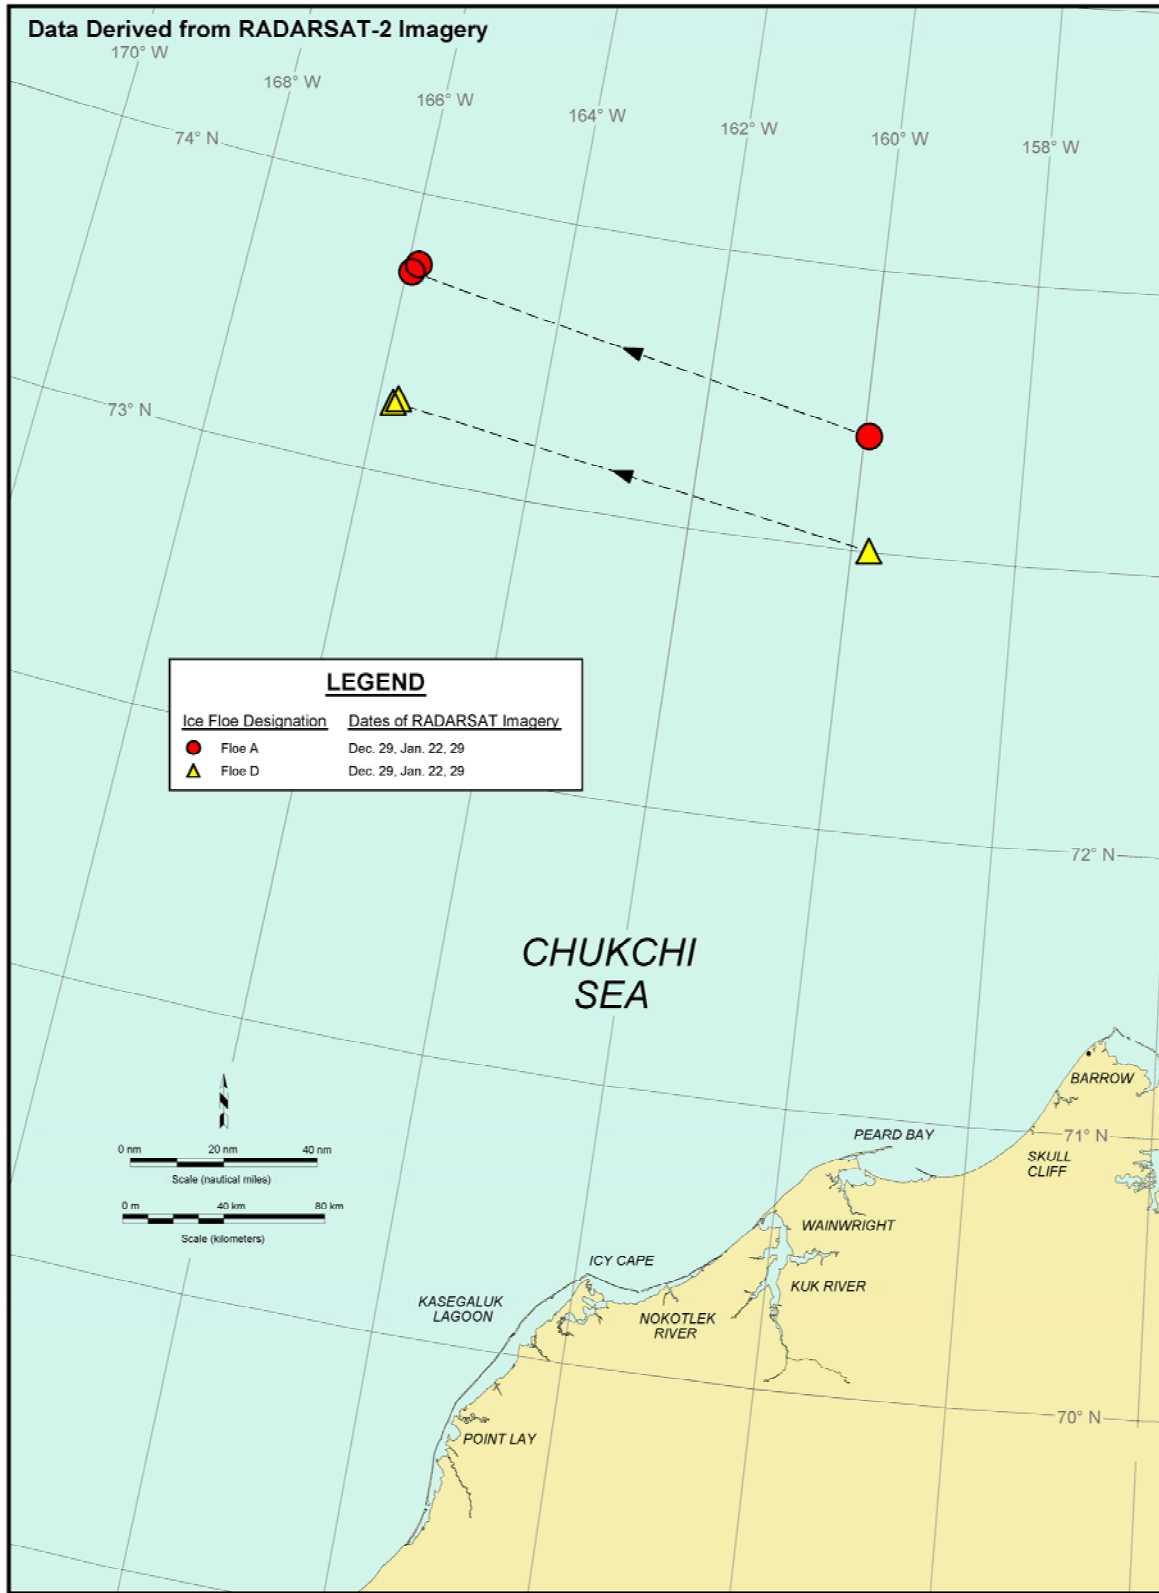 Data Derived from RADARSAT-2 Imagery
170° W
168° W
166° W
164° W
162° W
160° W
158° W
74° N
73° N
LEGEND
Ice Floe Designation Dates of RADARSAT Imagery
Floe A Dec. 29, Jan. 22, 29
Floe D Dec. 29, Jan. 22, 29
72° N
CHUKCHI
SEA
BARROW
PEARD BAY
71° N
SKULL
CLIFF
0 nm 20 nm 40 nm
Scale (nautical miles)
0 m 40 km 80 km
Scale (kilometers)
WAINWRIGHT
ICY CAPE
KUK RIVER
KASEGALUK
LAGOON
NOKOTLEK
RIVER
70° N
POINT LAY